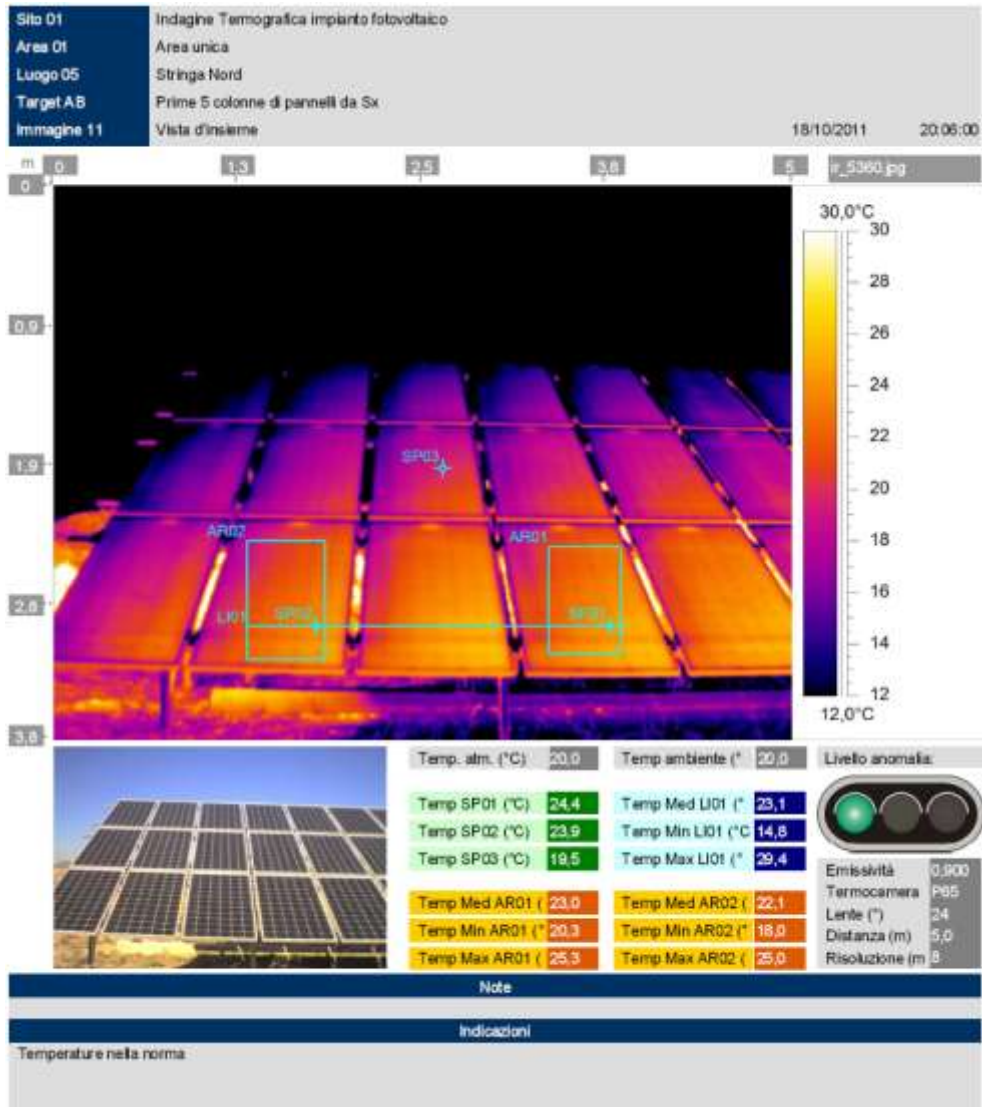 Sito 01 Indagine Termografica impianto fotovoltaico
Area 01 Area unica
Luogo 05 Stringa Nord
Target AB Prime 5 colonne di pannelli da Sx
Immagine 11 Vista d'insieme 18/10/2011 20:06:00
m 0 1,3 2,5 3,8 5 ir_5360.jpg
0
30,0°C
30
28
0,9
26
24
22
SP03
1,9
20
AR02 AR01
18
16
2,8
LI01 SP02 SP01
14
12
12,0°C
3,8
Temp. atm. (°C) 20,0 Temp ambiente (° 20,0 Livello anomalia:
Temp SP01 (°C) 24,4 Temp Med LI01 (° 23,1
Temp SP02 (°C) 23,9 Temp Min LI01 (°C 14,8
Temp SP03 (°C) 19,5 Temp Max LI01 (° 29,4
Emissività 0,900
Termocamera P65
Temp Med AR01 ( 23,0 Temp Med AR02 ( 22,1
Lente (°) 24
Temp Min AR01 (° 20,3 Temp Min AR02 (° 18,0
Distanza (m) 5,0
Temp Max AR01 ( 25,3 Temp Max AR02 ( 25,0
Risoluzione (m 8
Note
Indicazioni
Temperature nella norma